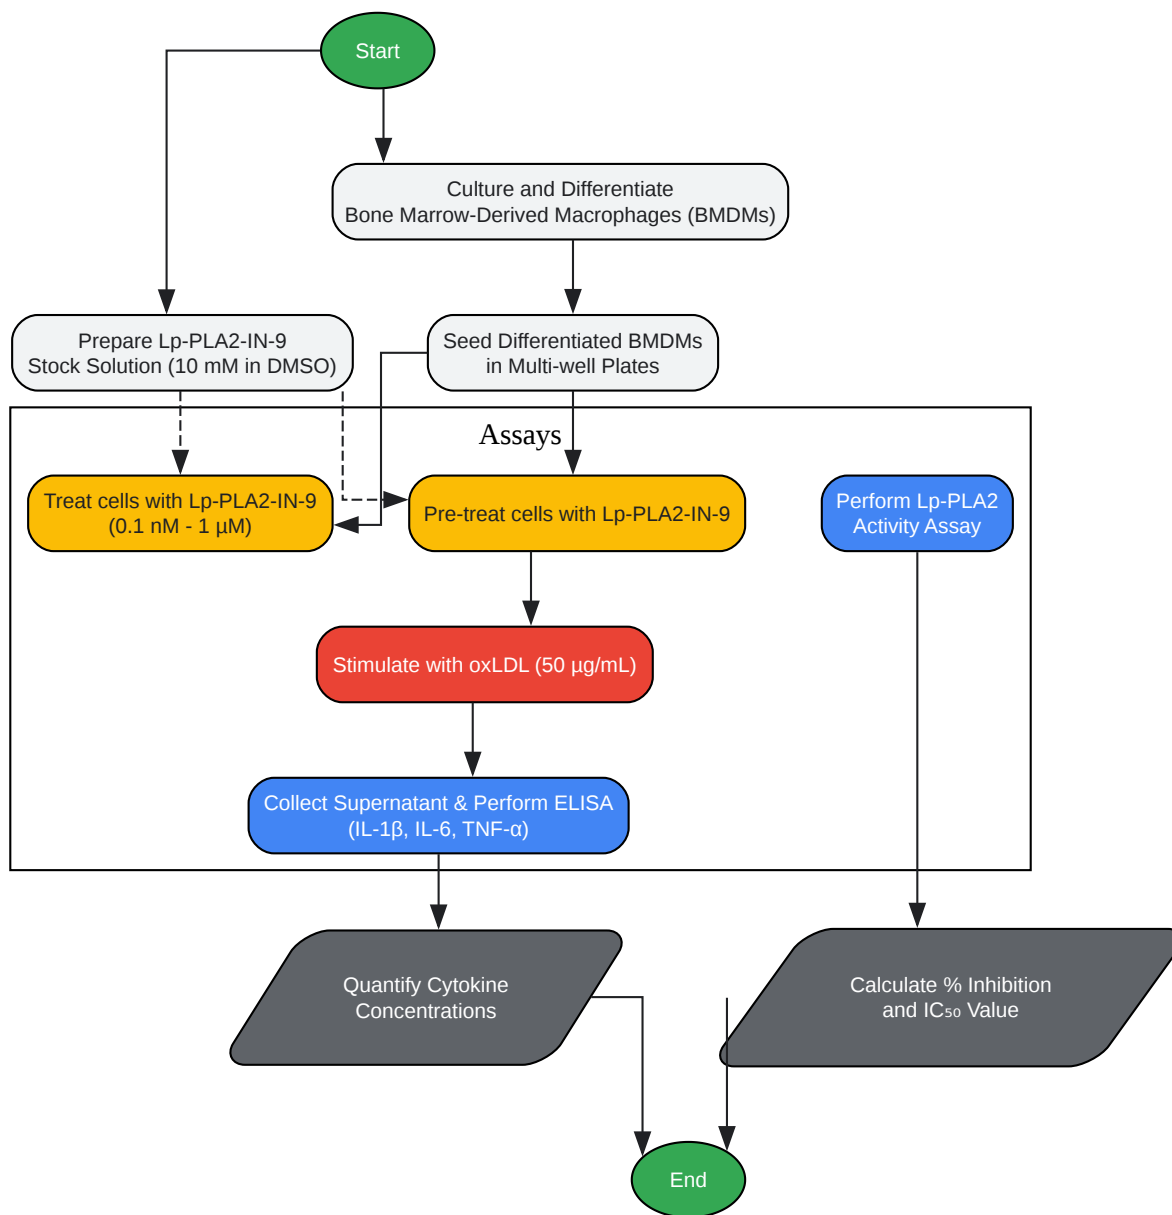 Start
Culture and Differentiate
Bone Marrow-Derived Macrophages (BMDMs)
Prepare Lp-PLA2-IN-9
Stock Solution (10 mM in DMSO)
Seed Differentiated BMDMs
in Multi-well Plates
Assays
Treat cells with Lp-PLA2-IN-9
(0.1 nM - 1 µM)
Pre-treat cells with Lp-PLA2-IN-9
Perform Lp-PLA2
Activity Assay
Stimulate with oxLDL (50 µg/mL)
Collect Supernatant & Perform ELISA
(IL-1β, IL-6, TNF-α)
Quantify Cytokine
Concentrations
Calculate % Inhibition
and IC₅₀ Value
End